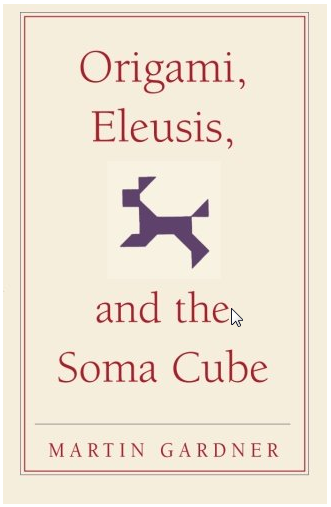 Origami,
Eleusis,
and the
Soma Cube
MARTIN GARDNER